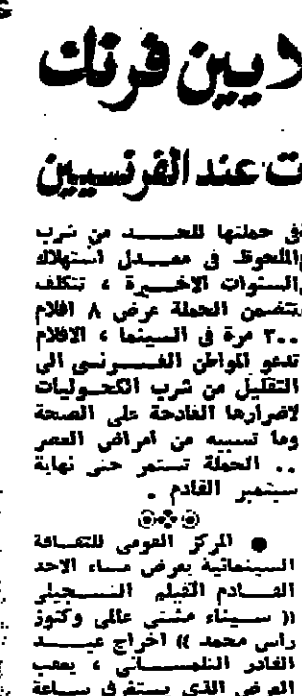 لايين فرنك
ت عند الفرنسيين
فى حملتها للحد من شرب
الملحوظ فى معدل استهلاك
السنوات الاخيرة ، تتكلف
تتضمن الحملة عرض ٨ افلام
٣٠٠ مرة فى السينما ، الافلام
تدعو المواطن الفرنسى الى
التقليل من شرب الكحوليات
لاضرارها الفادحة على الصحة
وما تسببه من امراض العصر
.. الحملة تستمر حتى نهاية
سبتمبر القادم .
● المركز القومى للثقافة
السينمائية يعرض مساء الاحد
القادم الفيلم التسجيلى
(( سيناء مشتى عالمى وكنوز
راس محمد )) اخراج عبد
القادر التلمسانى ، يعقب
العرض الذى يستغرق ساعة